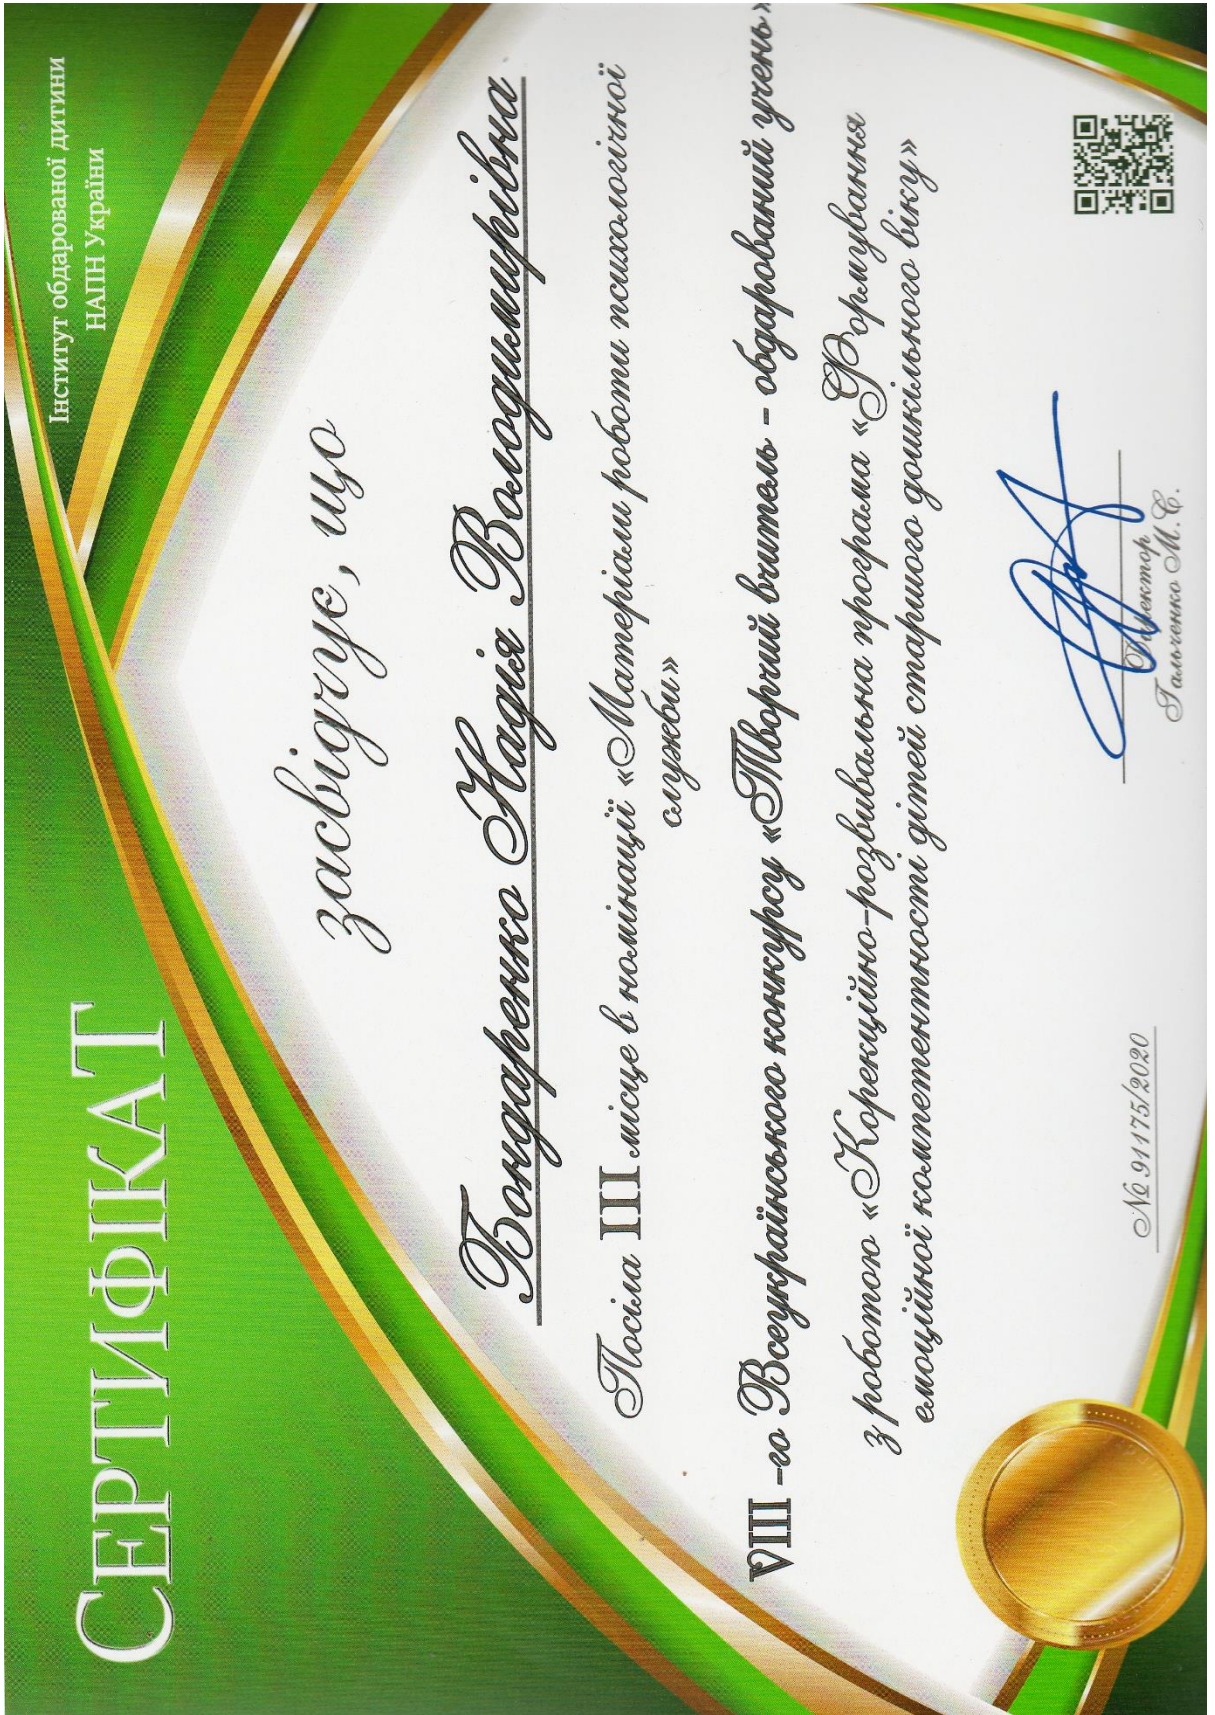 Інститут обдарованої дитини
НАПН України
СЕРТИФІКАТ
засвідчує, що
Бондаренко Надія Володимирівна
Посіла III місце в номінації «Матеріали роботи психологічної
служби»
VIII -го Всеукраїнського конкурсу «Творчий вчитель - обдарований учень»
з роботою «Корекційно-розвивальна програма «Формування
емоційної компетентності дітей старшого дошкільного віку»
№ 91175/2020
Директор
Гальченко М.С.